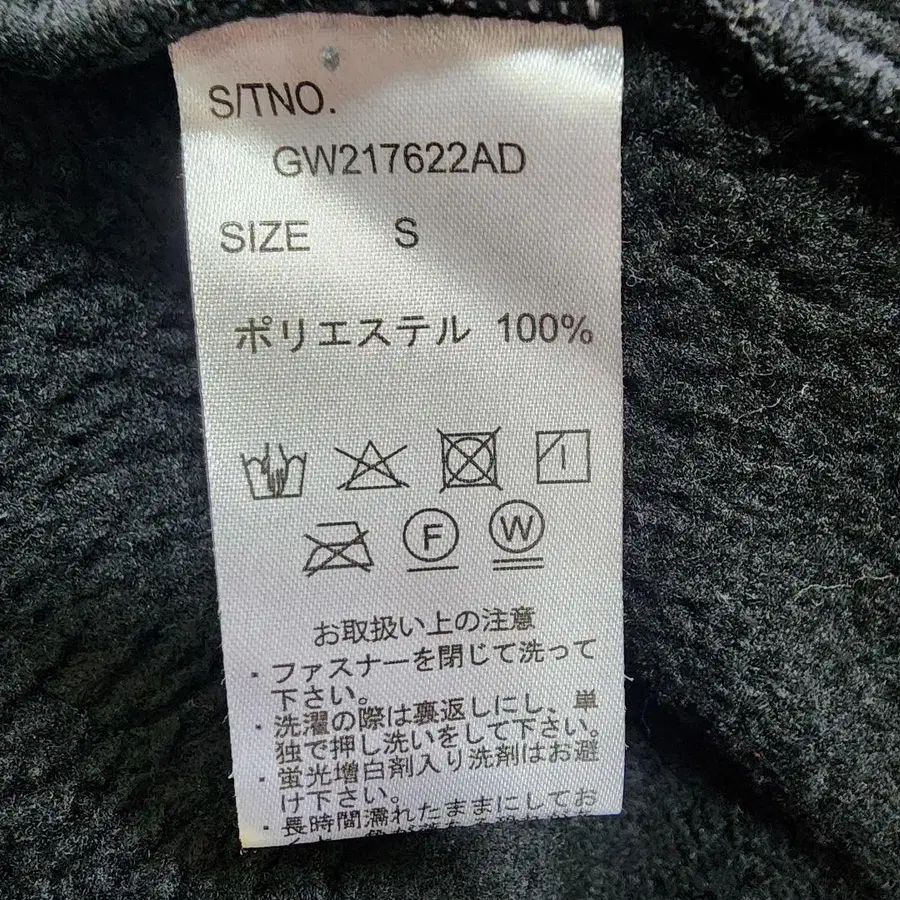 S/TNO.
GW217622AD
SIZE S
ポリエステル 100%
F W
お取扱い上の注意
・ファスナーを閉じて洗って
下さい。
・洗濯の際は裏返しにし、単
独で押し洗いをして下さい。
・蛍光増白剤入り洗剤はお避
け下さい。
・長時間濡れたままにしてお